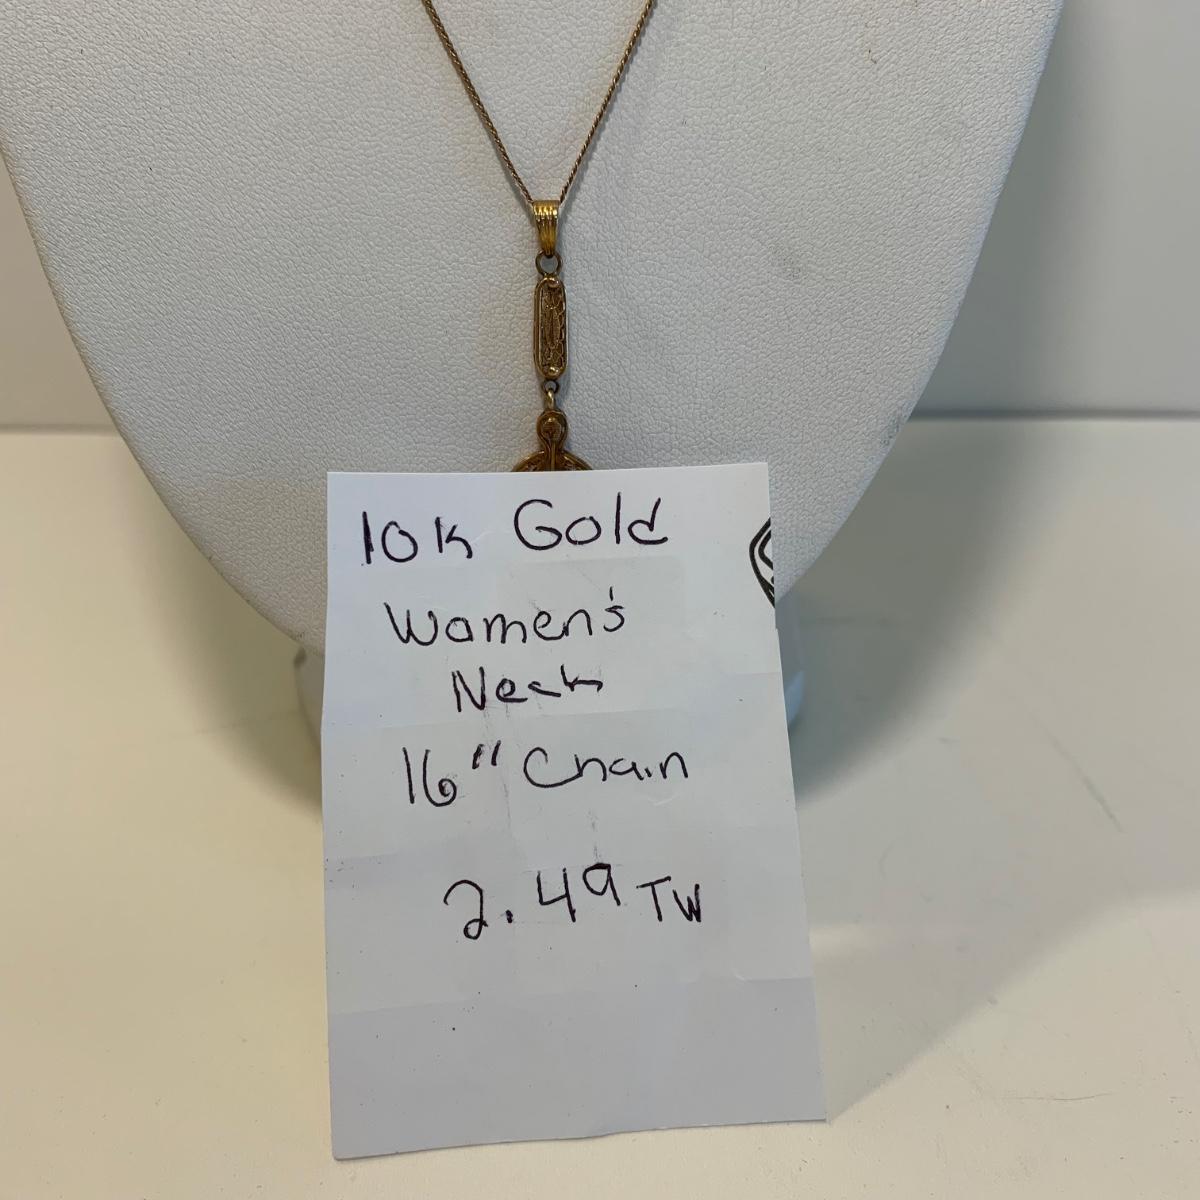 10k Gold
Women's
Neck
16" Chain
2.49 TW